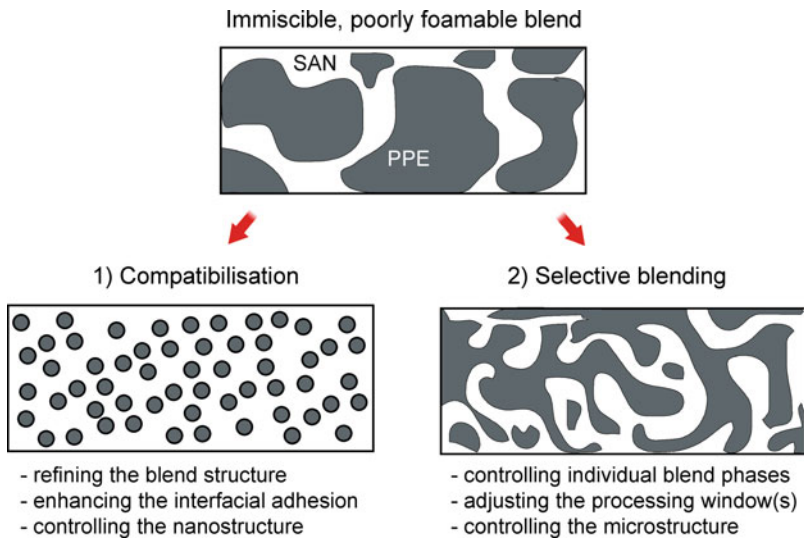 Immiscible, poorly foamable blend
SAN
PPE
1) Compatibilisation
- refining the blend structure
- enhancing the interfacial adhesion
- controlling the nanostructure
2) Selective blending
- controlling individual blend phases
- adjusting the processing window(s)
- controlling the microstructure